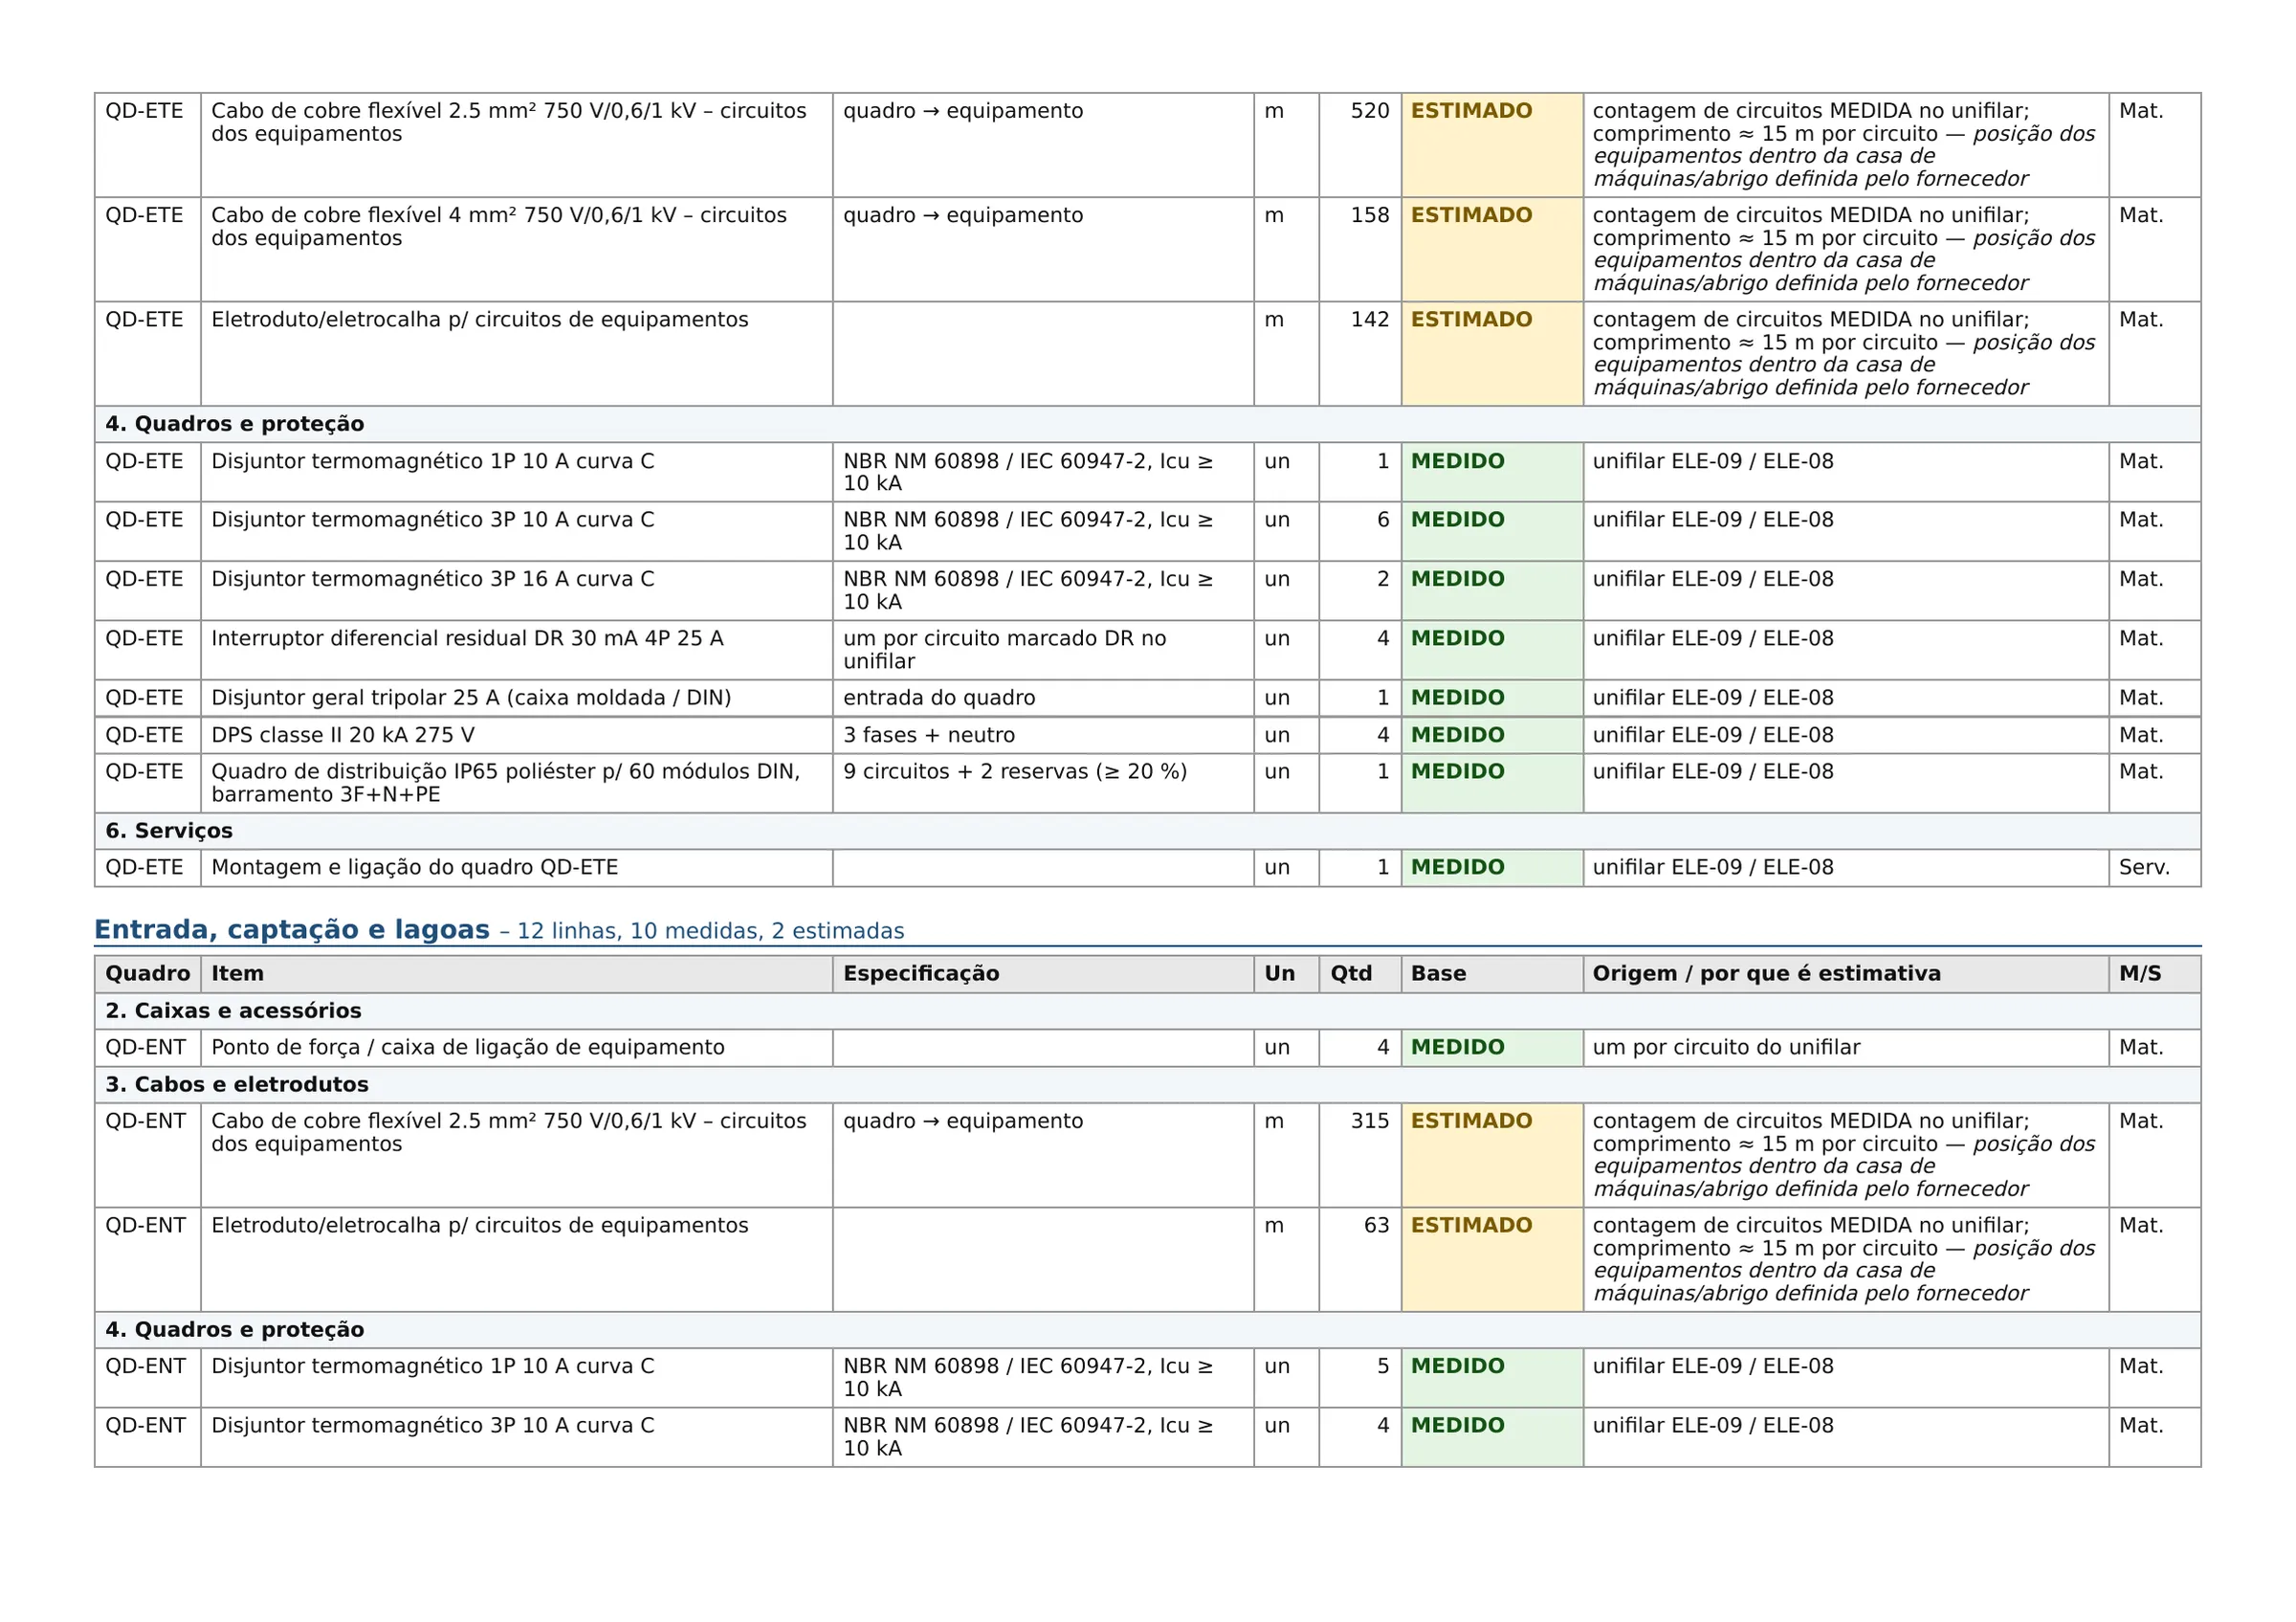 QD-ETE Cabo de cobre flexível 2.5 mm² 750 V/0,6/1 kV – circuitos dos equipamentos quadro → equipamento m 520 ESTIMADO contagem de circuitos MEDIDA no unifilar; comprimento ≈ 15 m por circuito — posição dos equipamentos dentro da casa de máquinas/abrigo definida pelo fornecedor Mat.
QD-ETE Cabo de cobre flexível 4 mm² 750 V/0,6/1 kV – circuitos dos equipamentos quadro → equipamento m 158 ESTIMADO contagem de circuitos MEDIDA no unifilar; comprimento ≈ 15 m por circuito — posição dos equipamentos dentro da casa de máquinas/abrigo definida pelo fornecedor Mat.
QD-ETE Eletroduto/eletrocalha p/ circuitos de equipamentos m 142 ESTIMADO contagem de circuitos MEDIDA no unifilar; comprimento ≈ 15 m por circuito — posição dos equipamentos dentro da casa de máquinas/abrigo definida pelo fornecedor Mat.
4. Quadros e proteção
QD-ETE Disjuntor termomagnético 1P 10 A curva C NBR NM 60898 / IEC 60947-2, Icu ≥ 10 kA un 1 MEDIDO unifilar ELE-09 / ELE-08 Mat.
QD-ETE Disjuntor termomagnético 3P 10 A curva C NBR NM 60898 / IEC 60947-2, Icu ≥ 10 kA un 6 MEDIDO unifilar ELE-09 / ELE-08 Mat.
QD-ETE Disjuntor termomagnético 3P 16 A curva C NBR NM 60898 / IEC 60947-2, Icu ≥ 10 kA un 2 MEDIDO unifilar ELE-09 / ELE-08 Mat.
QD-ETE Interruptor diferencial residual DR 30 mA 4P 25 A um por circuito marcado DR no unifilar un 4 MEDIDO unifilar ELE-09 / ELE-08 Mat.
QD-ETE Disjuntor geral tripolar 25 A (caixa moldada / DIN) entrada do quadro un 1 MEDIDO unifilar ELE-09 / ELE-08 Mat.
QD-ETE DPS classe II 20 kA 275 V 3 fases + neutro un 4 MEDIDO unifilar ELE-09 / ELE-08 Mat.
QD-ETE Quadro de distribuição IP65 poliéster p/ 60 módulos DIN, barramento 3F+N+PE 9 circuitos + 2 reservas (≥ 20 %) un 1 MEDIDO unifilar ELE-09 / ELE-08 Mat.
6. Serviços
QD-ETE Montagem e ligação do quadro QD-ETE un 1 MEDIDO unifilar ELE-09 / ELE-08 Serv.
Entrada, captação e lagoas – 12 linhas, 10 medidas, 2 estimadas
Quadro Item Especificação Un Qtd Base Origem / por que é estimativa M/S
2. Caixas e acessórios
QD-ENT Ponto de força / caixa de ligação de equipamento un 4 MEDIDO um por circuito do unifilar Mat.
3. Cabos e eletrodutos
QD-ENT Cabo de cobre flexível 2.5 mm² 750 V/0,6/1 kV – circuitos dos equipamentos quadro → equipamento m 315 ESTIMADO contagem de circuitos MEDIDA no unifilar; comprimento ≈ 15 m por circuito — posição dos equipamentos dentro da casa de máquinas/abrigo definida pelo fornecedor Mat.
QD-ENT Eletroduto/eletrocalha p/ circuitos de equipamentos m 63 ESTIMADO contagem de circuitos MEDIDA no unifilar; comprimento ≈ 15 m por circuito — posição dos equipamentos dentro da casa de máquinas/abrigo definida pelo fornecedor Mat.
4. Quadros e proteção
QD-ENT Disjuntor termomagnético 1P 10 A curva C NBR NM 60898 / IEC 60947-2, Icu ≥ 10 kA un 5 MEDIDO unifilar ELE-09 / ELE-08 Mat.
QD-ENT Disjuntor termomagnético 3P 10 A curva C NBR NM 60898 / IEC 60947-2, Icu ≥ 10 kA un 4 MEDIDO unifilar ELE-09 / ELE-08 Mat.